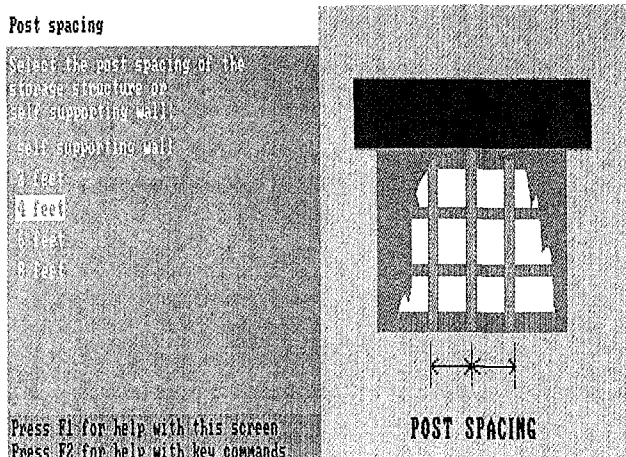 Post spacing
Select the post spacing of the
storage structure or
self supporting wall.
self supporting wall
2 feet
4 feet
6 feet
8 feet
Press F1 for help with this screen
Press F2 for help with key commands
POST SPACING